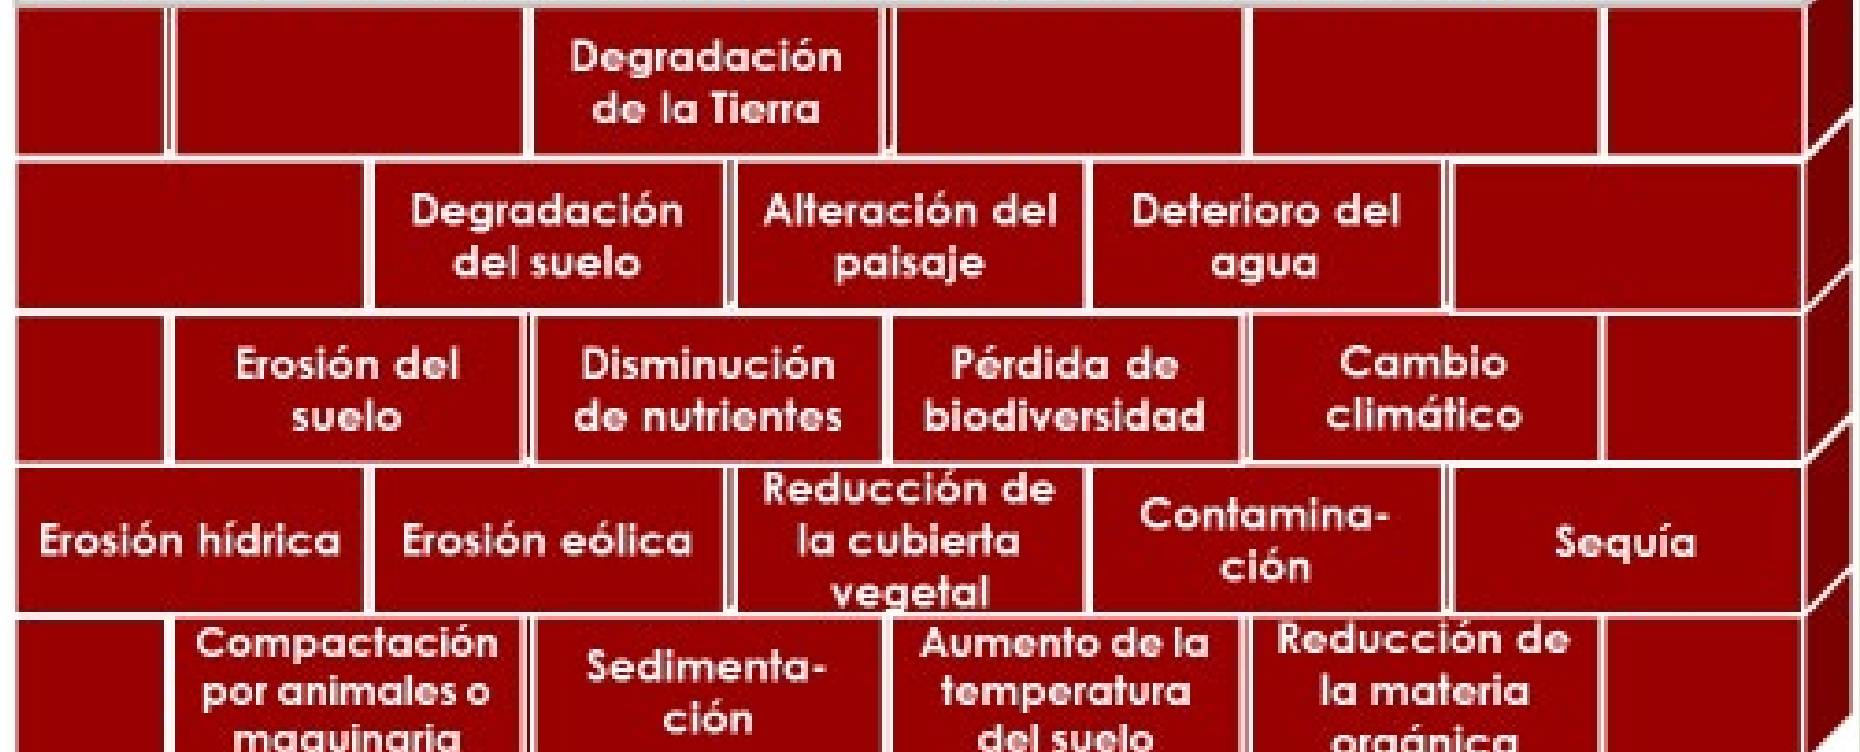 Degradación
de la Tierra
Degradación
del suelo
Alteración del
paisaje
Deterioro del
agua
Erosión del
suelo
Disminución
de nutrientes
Pérdida de
biodiversidad
Cambio
climático
Erosión hídrica
Erosión eólica
Reducción de
la cubierta
vegetal
Contamina-
ción
Sequía
Compactación
por animales o
maquinaria
Sedimenta-
ción
Aumento de la
temperatura
del suelo
Reducción de
la materia
orgánica